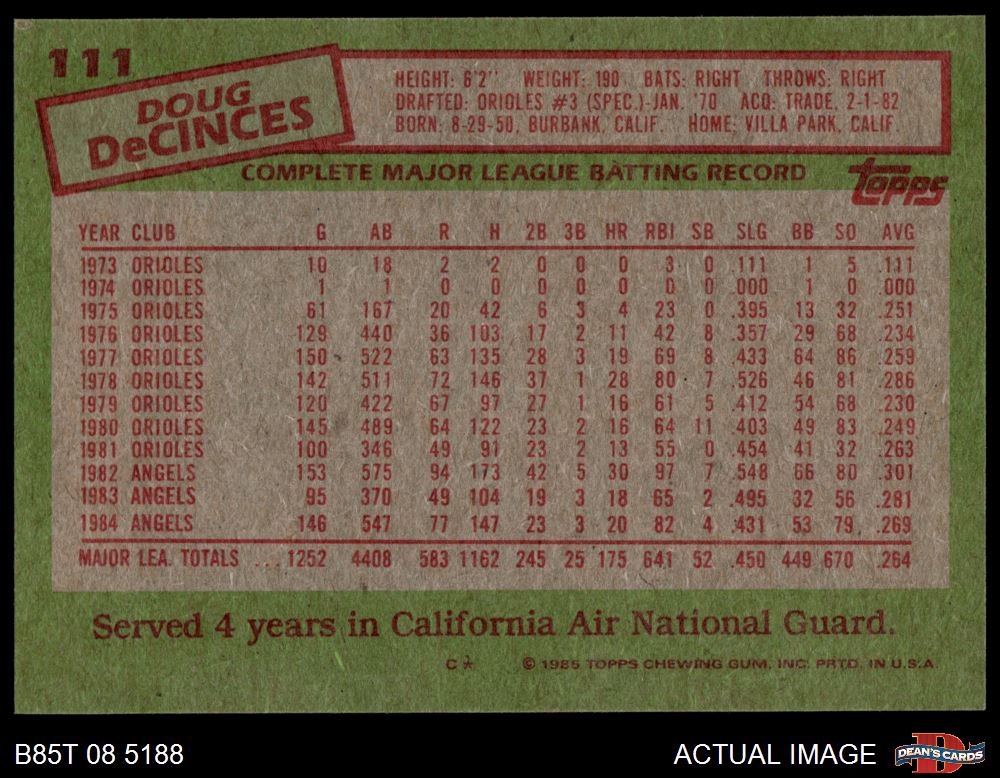 111
DOUG
DeCINCES
HEIGHT: 6'2" WEIGHT: 190 BATS: RIGHT THROWS: RIGHT
DRAFTED: ORIOLES #3 (SPEC.)-JAN. '70 ACQ: TRADE, 2-1-82
BORN: 8-29-50, BURBANK, CALIF. HOME: VILLA PARK, CALIF.
COMPLETE MAJOR LEAGUE BATTING RECORD
TOPPS
YEAR CLUB G AB R H 2B 3B HR RBI SB SLG BB SO AVG
1973 ORIOLES 10 18 2 2 0 0 0 3 0 .111 1 5 .111
1974 ORIOLES 1 1 0 0 0 0 0 0 0 .000 1 0 .000
1975 ORIOLES 61 167 20 42 6 3 4 23 0 .395 13 32 .251
1976 ORIOLES 129 440 36 103 17 2 11 42 8 .357 29 68 .234
1977 ORIOLES 150 522 63 135 28 3 19 69 8 .433 64 86 .259
1978 ORIOLES 142 511 72 146 37 1 28 80 7 .526 46 81 .286
1979 ORIOLES 120 422 67 97 27 1 16 61 5 .412 54 68 .230
1980 ORIOLES 145 489 64 122 23 2 16 64 11 .403 49 83 .249
1981 ORIOLES 100 346 49 91 23 2 13 55 0 .454 41 32 .263
1982 ANGELS 153 575 94 173 42 5 30 97 7 .548 66 80 .301
1983 ANGELS 95 370 49 104 19 3 18 65 2 .495 32 56 .281
1984 ANGELS 146 547 77 147 23 3 20 82 4 .431 53 79 .269
MAJOR LEA. TOTALS ... 1252 4408 583 1162 245 25 175 641 52 .450 449 670 .264
Served 4 years in California Air National Guard.
C* © 1985 TOPPS CHEWING GUM, INC. PRTD. IN U.S.A.
B85T 08 5188 ACTUAL IMAGE DEAN'S CARDS